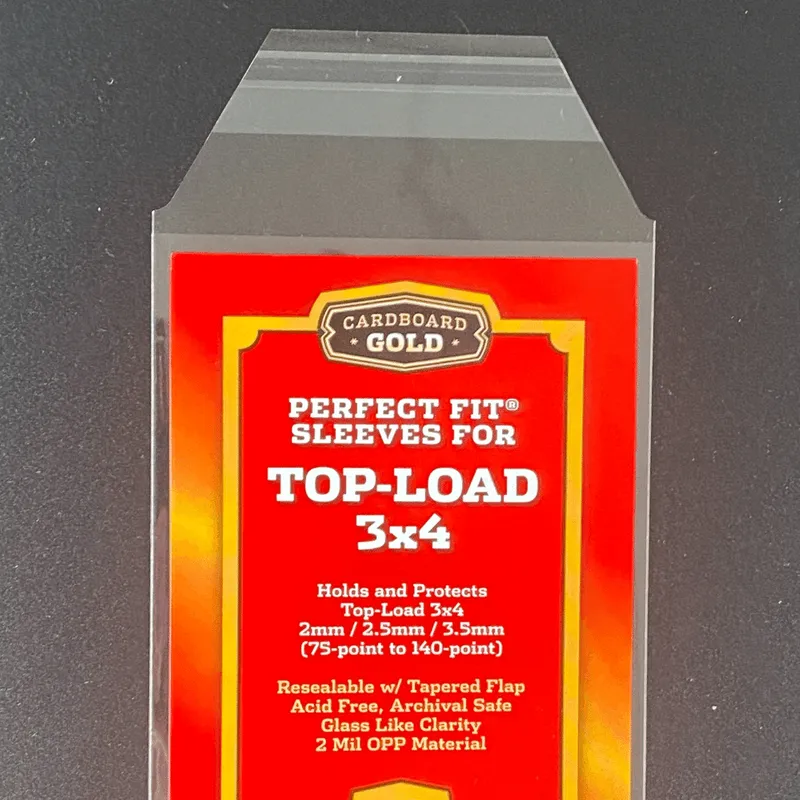 CARDBOARD
* GOLD *
PERFECT FIT®
SLEEVES FOR
TOP-LOAD
3x4
Holds and Protects
Top-Load 3x4
2mm / 2.5mm / 3.5mm
(75-point to 140-point)
Resealable w/ Tapered Flap
Acid Free, Archival Safe
Glass Like Clarity
2 Mil OPP Material